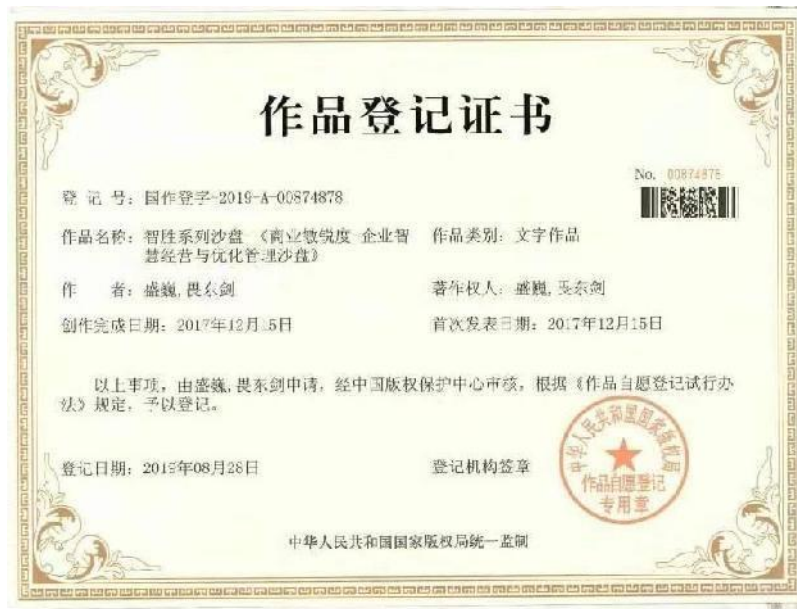 作品登记证书
No. 00874878
登 记 号：国作登字-2019-A-00874878
作品名称：智胜系列沙盘-《商业敏锐度-企业智慧经营与优化管理沙盘》
作品类别：文字作品
作 者：盛巍,畏东剑
著作权人：盛巍,畏东剑
创作完成日期：2017年12月15日
首次发表日期：2017年12月15日
以上事项，由盛巍,畏东剑申请，经中国版权保护中心审核，根据《作品自愿登记试行办
法》规定，予以登记。
登记日期：2019年08月28日
登记机构签章
中华人民共和国国家版权局
作品自愿登记
专用章
中华人民共和国国家版权局统一监制